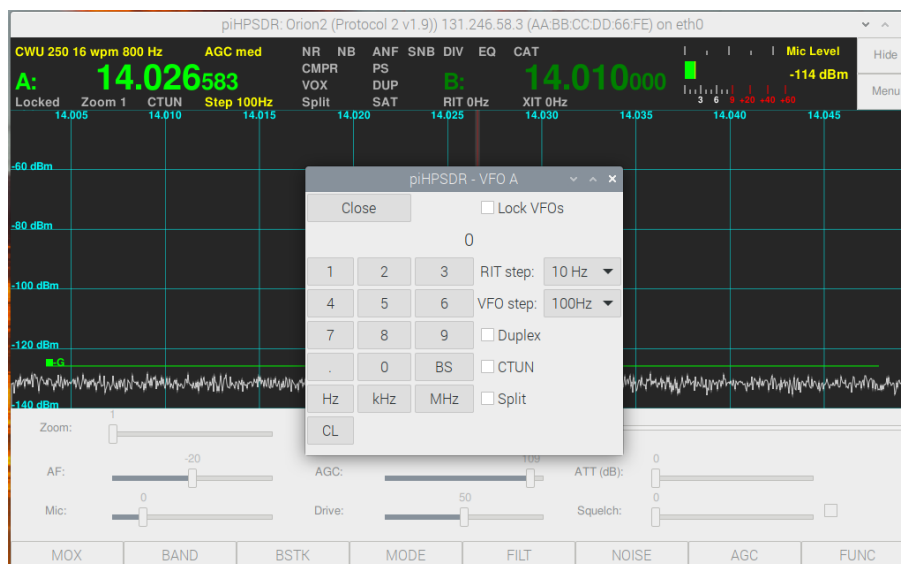 piHPSDR: Orion2 (Protocol 2 v1.9)) 131.246.58.3 (AA:BB:CC:DD:66:FE) on eth0
CWU 250 16 wpm 800 Hz AGC med NR NB ANF SNB DIV EQ CAT Mic Level Hide
CMPR PS
A: 14.026583 VOX DUP B: 14.010000 -114 dBm Menu
Locked Zoom 1 CTUN Step 100Hz Split SAT RIT 0Hz XIT 0Hz 3 6 9 +20 +40 +60
14.005 14.010 14.015 14.020 14.025 14.030 14.035 14.040 14.045
-60 dBm
-80 dBm
-100 dBm
-120 dBm
-G
-140 dBm
piHPSDR - VFO A
Close Lock VFOs
0
1 2 3 RIT step: 10 Hz
4 5 6 VFO step: 100Hz
7 8 9 Duplex
. 0 BS CTUN
Hz kHz MHz Split
CL
Zoom: 1
AF: -20 AGC: 109 ATT (dB): 0
Mic: 0 Drive: 50 Squelch: 0
MOX BAND BSTK MODE FILT NOISE AGC FUNC